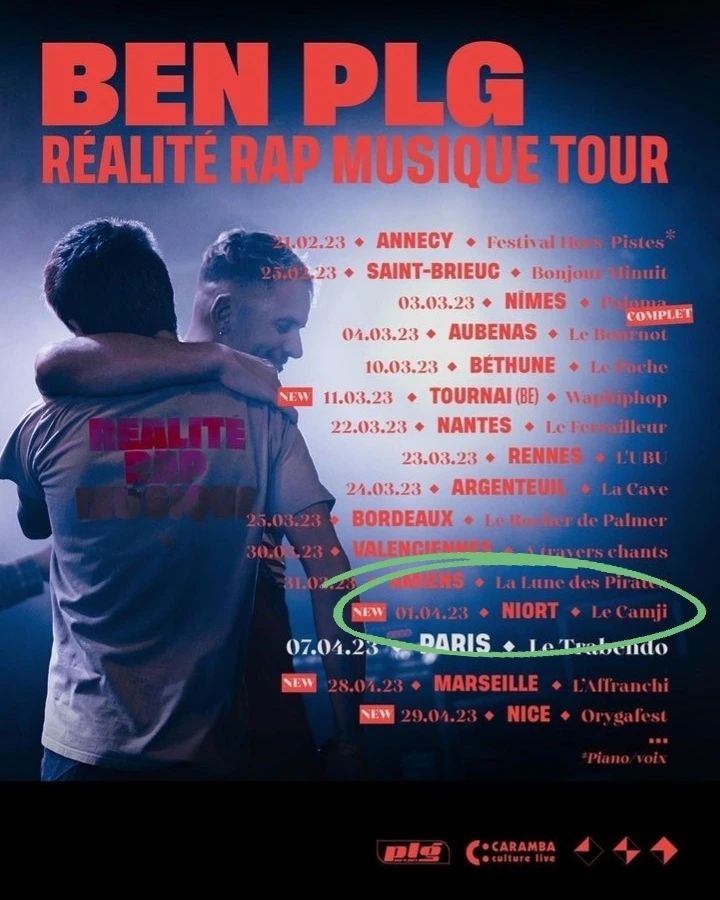 BEN PLG
RÉALITÉ RAP MUSIQUE TOUR
21.02.23 ◆ ANNECY ◆ Festival Hors-Pistes*
25.02.23 ◆ SAINT-BRIEUC ◆ Bonjour Minuit
03.03.23 ◆ NÎMES ◆ Paloma
COMPLET
04.03.23 ◆ AUBENAS ◆ Le Bournot
10.03.23 ◆ BÉTHUNE ◆ Le Poche
NEW 11.03.23 ◆ TOURNAI (BE) ◆ Waphiphop
22.03.23 ◆ NANTES ◆ Le Ferrailleur
23.03.23 ◆ RENNES ◆ L'UBU
24.03.23 ◆ ARGENTEUIL ◆ La Cave
25.03.23 ◆ BORDEAUX ◆ Le Rocher de Palmer
30.03.23 ◆ VALENCIENNES ◆ A travers chants
31.03.23 ◆ AMIENS ◆ La Lune des Pirates
NEW 01.04.23 ◆ NIORT ◆ Le Camji
07.04.23 ◆ PARIS ◆ Le Trabendo
NEW 28.04.23 ◆ MARSEILLE ◆ L'Affranchi
NEW 29.04.23 ◆ NICE ◆ Orygafest
...
*Piano/voix
REALITÉ
RAP
MUSIQUE
plg
CARAMBA
culture live